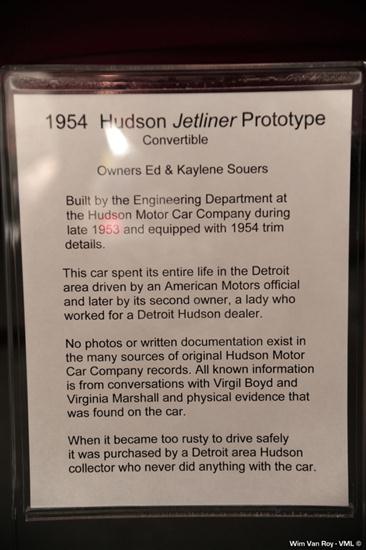 1954 Hudson Jetliner Prototype
Convertible
Owners Ed & Kaylene Souers
Built by the Engineering Department at
the Hudson Motor Car Company during
late 1953 and equipped with 1954 trim
details.
This car spent its entire life in the Detroit
area driven by an American Motors official
and later by its second owner, a lady who
worked for a Detroit Hudson dealer.
No photos or written documentation exist in
the many sources of original Hudson Motor
Car Company records. All known information
is from conversations with Virgil Boyd and
Virginia Marshall and physical evidence that
was found on the car.
When it became too rusty to drive safely
it was purchased by a Detroit area Hudson
collector who never did anything with the car.
Wim Van Roy - VML ©